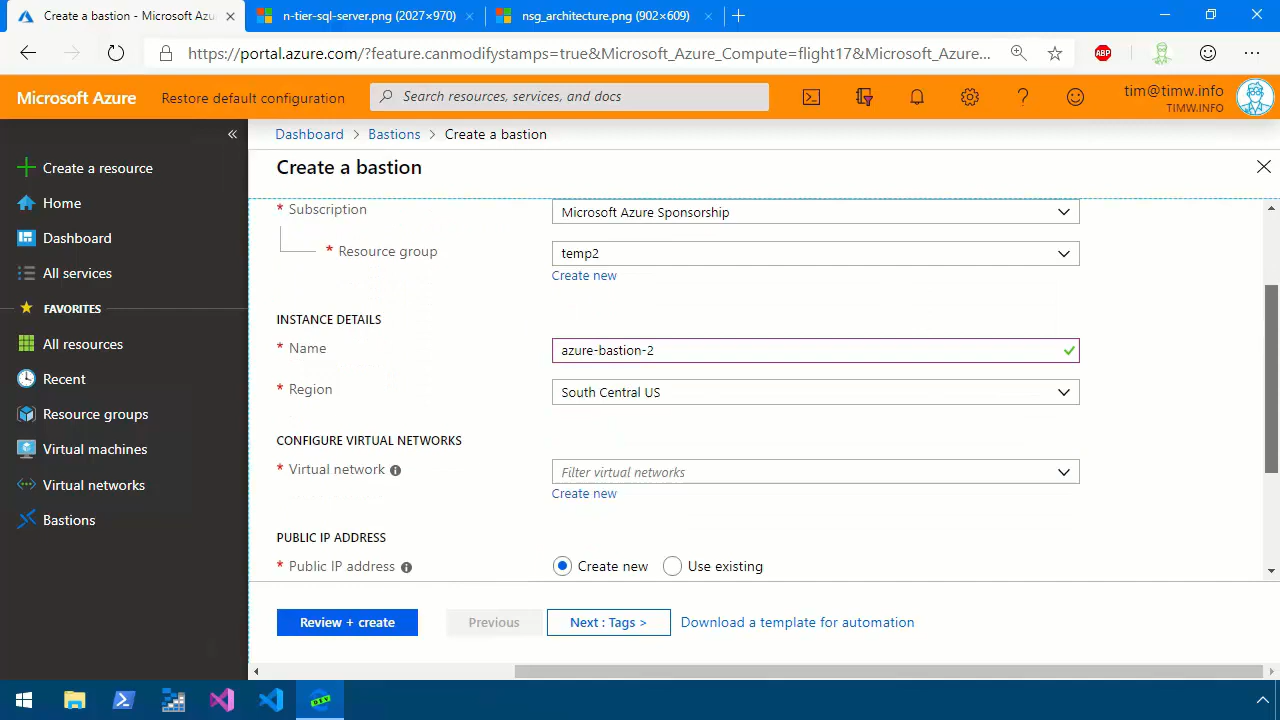 Create a bastion - Microsoft Azu
n-tier-sql-server.png (2027×970)
nsg_architecture.png (902×609)
https://portal.azure.com/?feature.canmodifystamps=true&Microsoft_Azure_Compute=flight17&Microsoft_Azure...
ABP
Microsoft Azure
Restore default configuration
Search resources, services, and docs
tim@timw.info
TIMW.INFO
Dashboard > Bastions > Create a bastion
Create a bastion
Create a resource
Home
Dashboard
All services
FAVORITES
All resources
Recent
Resource groups
Virtual machines
Virtual networks
Bastions
* Subscription
Microsoft Azure Sponsorship
* Resource group
temp2
Create new
INSTANCE DETAILS
* Name
azure-bastion-2
* Region
South Central US
CONFIGURE VIRTUAL NETWORKS
* Virtual network
Filter virtual networks
Create new
PUBLIC IP ADDRESS
* Public IP address
Create new
Use existing
Review + create
Previous
Next : Tags >
Download a template for automation
DEV